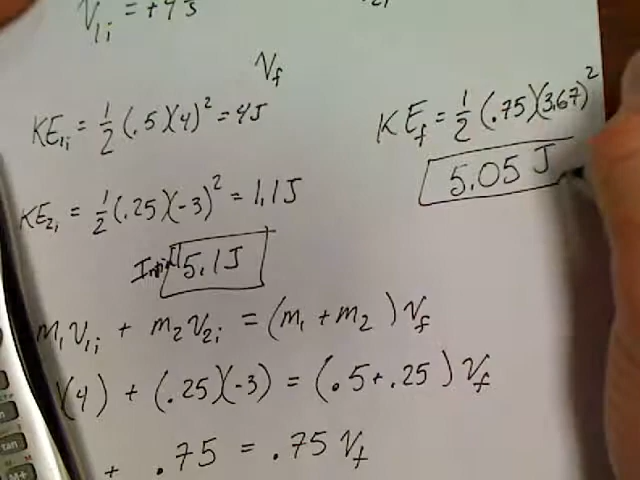 V1i = +4
Vf
KE1i = 1/2 (.5)(4)² = 4J
KEf = 1/2 (.75)(3.67)²
5.05 J
KE2i = 1/2 (.25)(-3)² = 1.1J
5.1J
m1V1i + m2V2i = (m1 + m2) Vf
(4) + (.25)(-3) = (.5+.25) Vf
+ .75 = .75 Vf
tan
M+